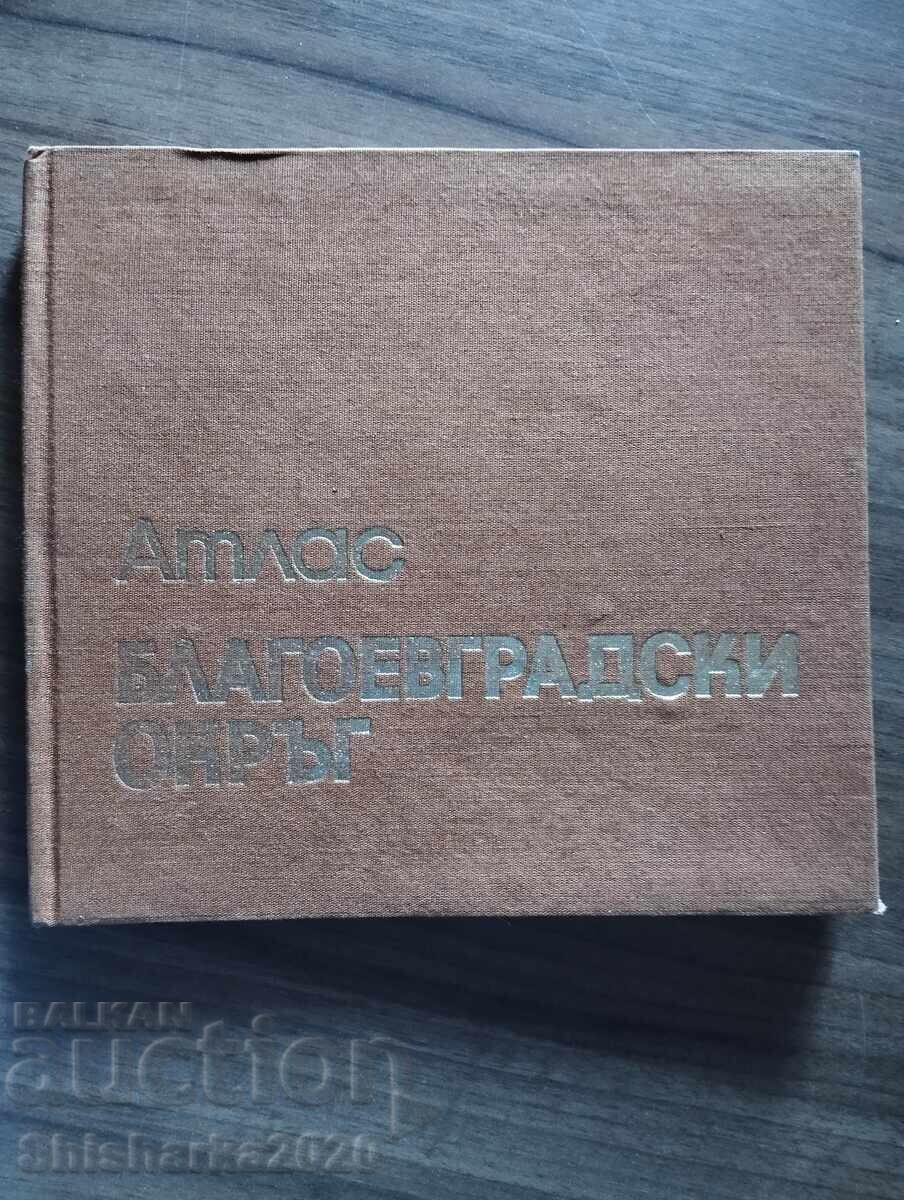 Атлас
БЛАГОЕВГРАДСКИ
ОКРЪГ
BALKAN
auction
Shisharka2020